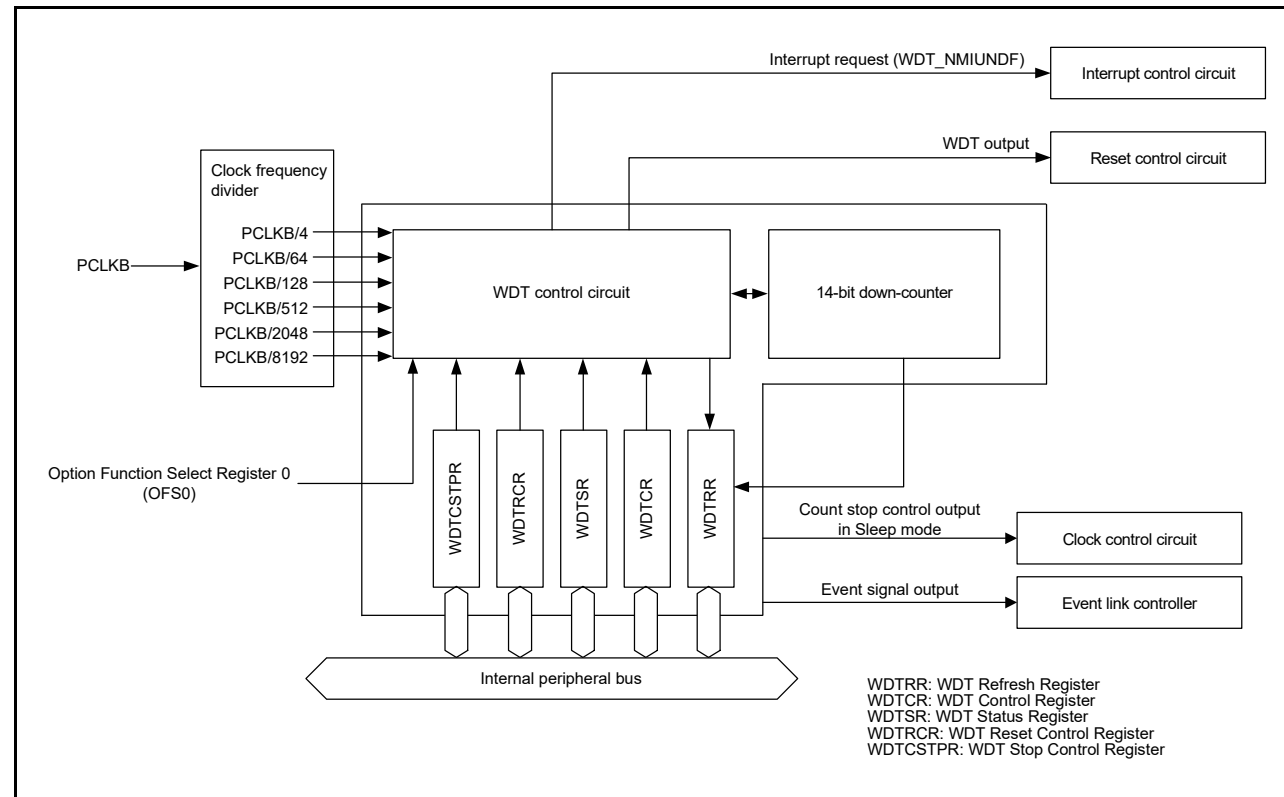 Interrupt request (WDT_NMIUNDF)
Interrupt control circuit
WDT output
Reset control circuit
Clock frequency
divider
PCLKB/4
PCLKB/64
PCLKB
PCLKB/128
PCLKB/512
PCLKB/2048
PCLKB/8192
WDT control circuit
14-bit down-counter
Option Function Select Register 0
(OFS0)
WDTCSTPR
WDTRCR
WDTSR
WDTCR
WDTRR
Count stop control output
in Sleep mode
Clock control circuit
Event signal output
Event link controller
Internal peripheral bus
WDTRR: WDT Refresh Register
WDTCR: WDT Control Register
WDTSR: WDT Status Register
WDTRCR: WDT Reset Control Register
WDTCSTPR: WDT Stop Control Register